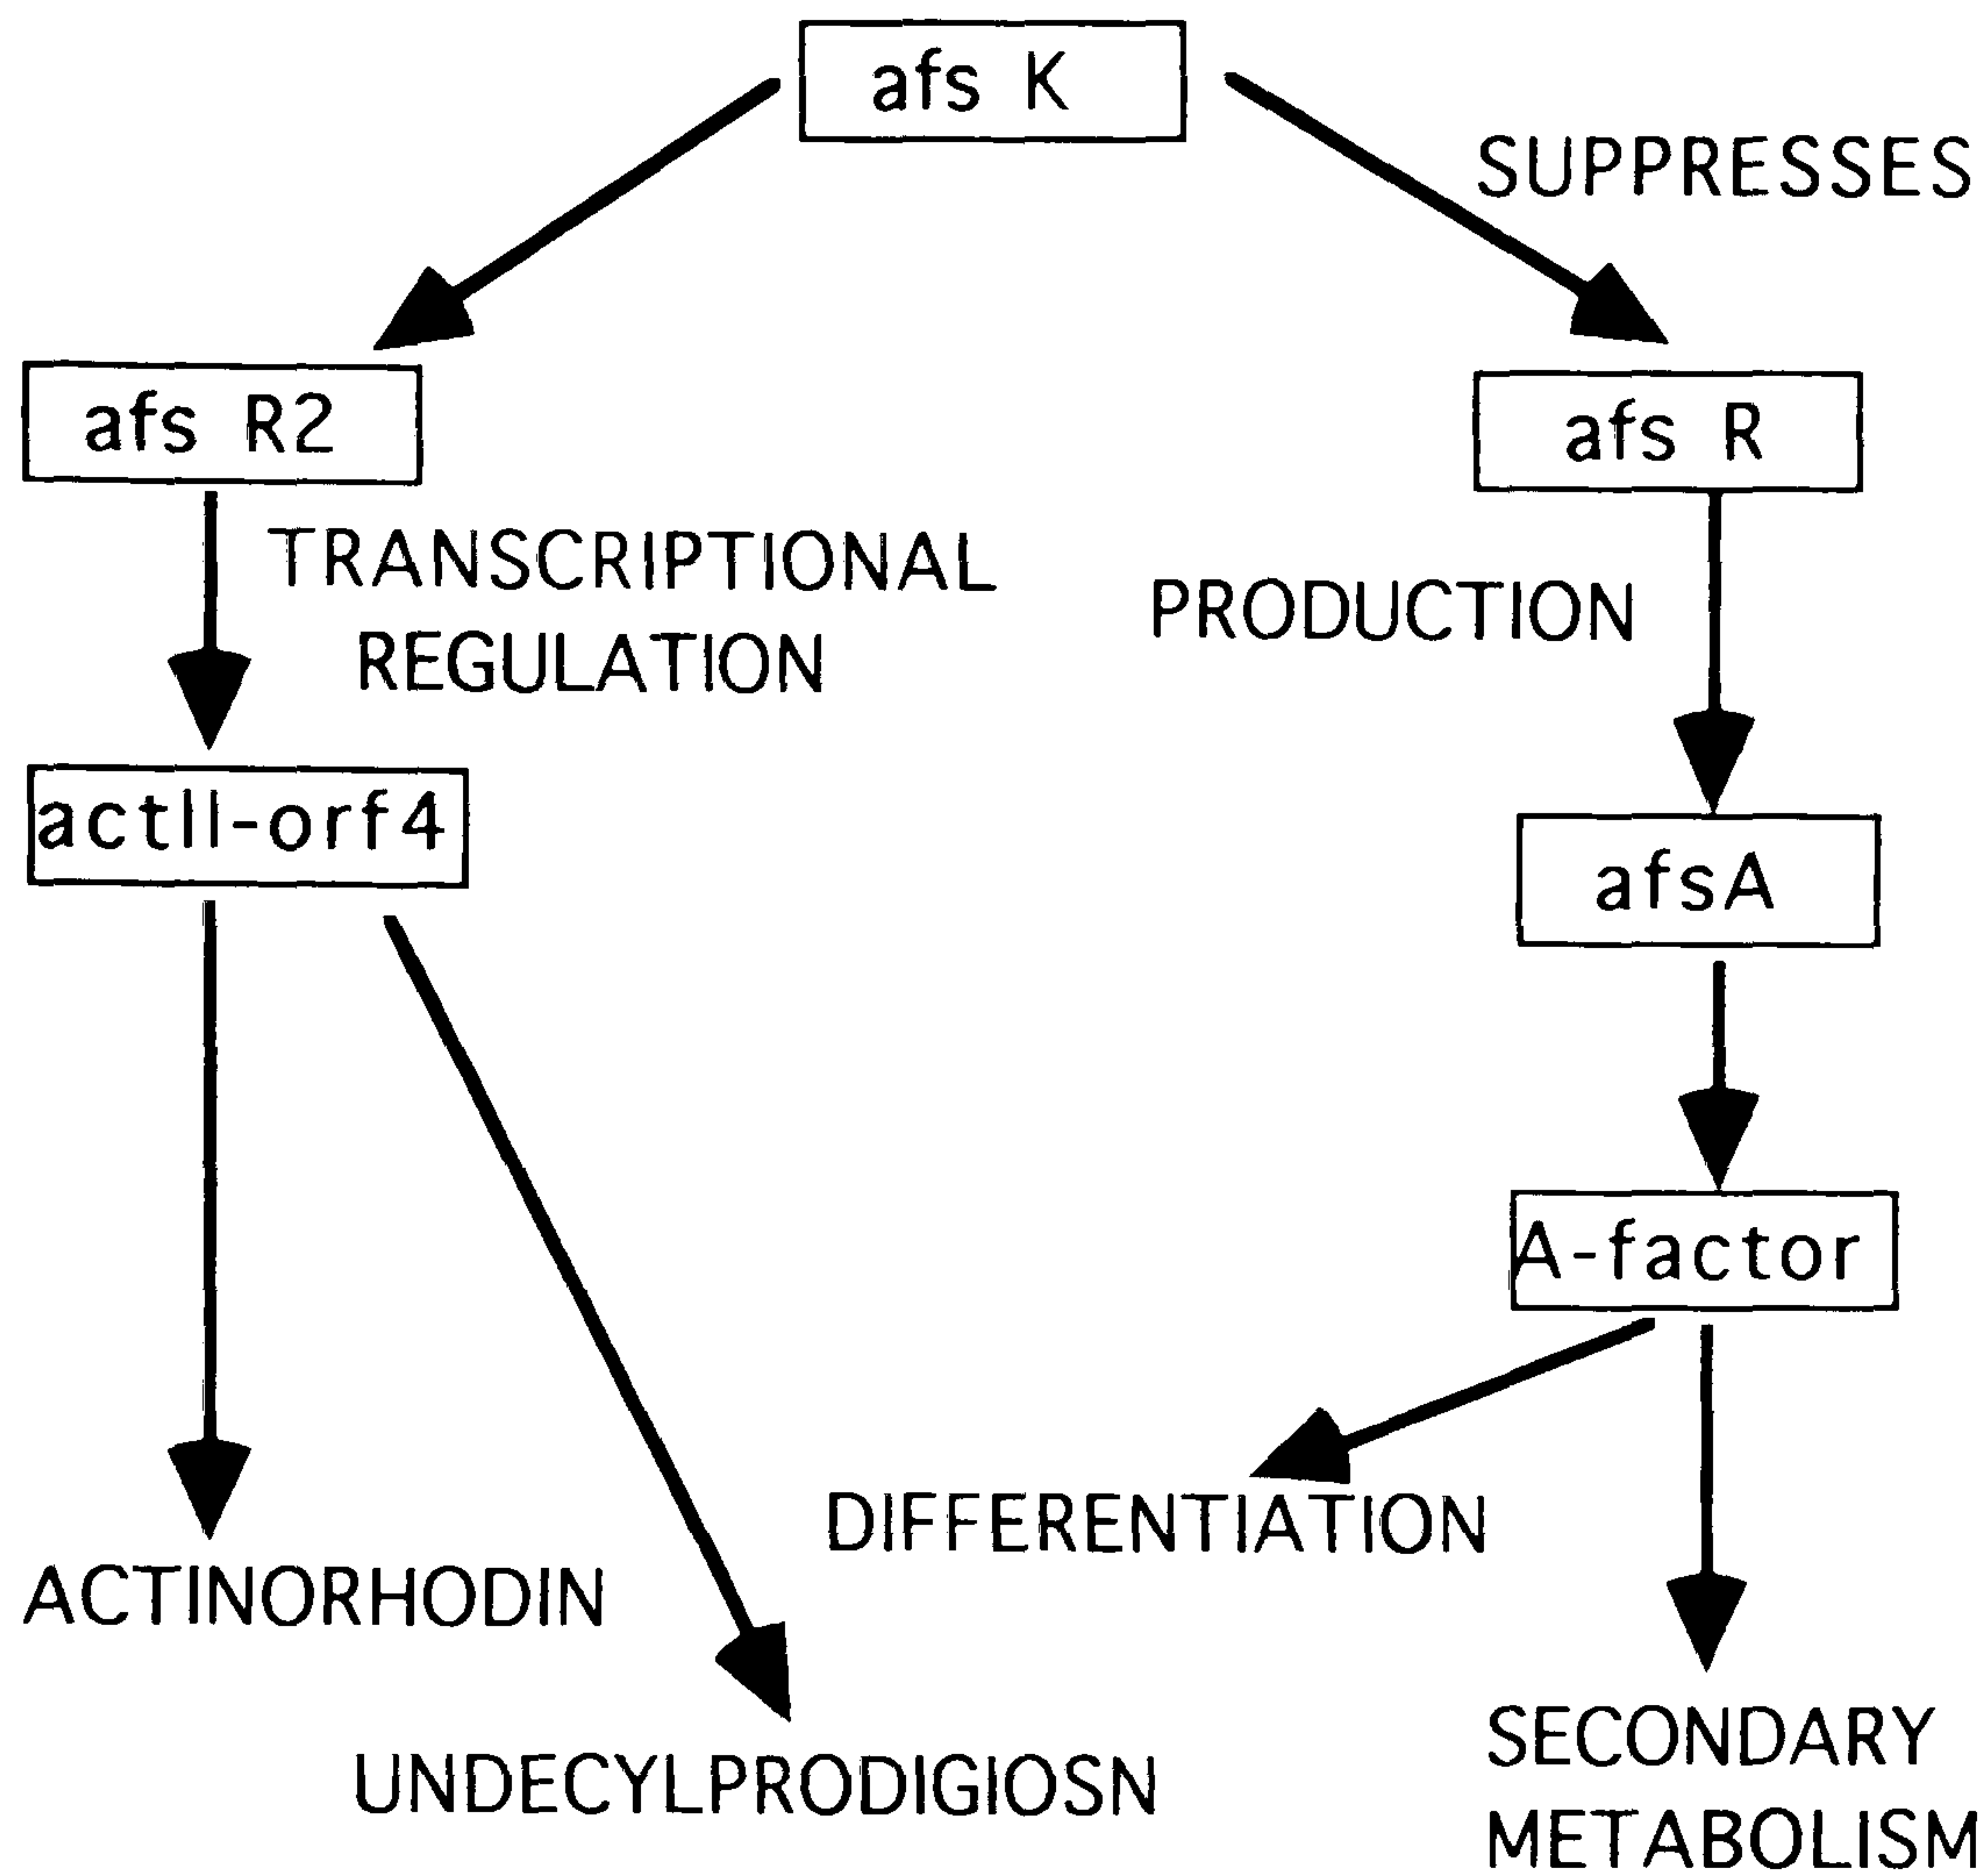 afs K
SUPPRESSES
afs R2
afs R
TRANSCRIPTIONAL
REGULATION
PRODUCTION
actII-orf4
afsA
A-factor
DIFFERENTIATION
ACTINORHODIN
UNDECYLPRODIGIOSN
SECONDARY
METABOLISM